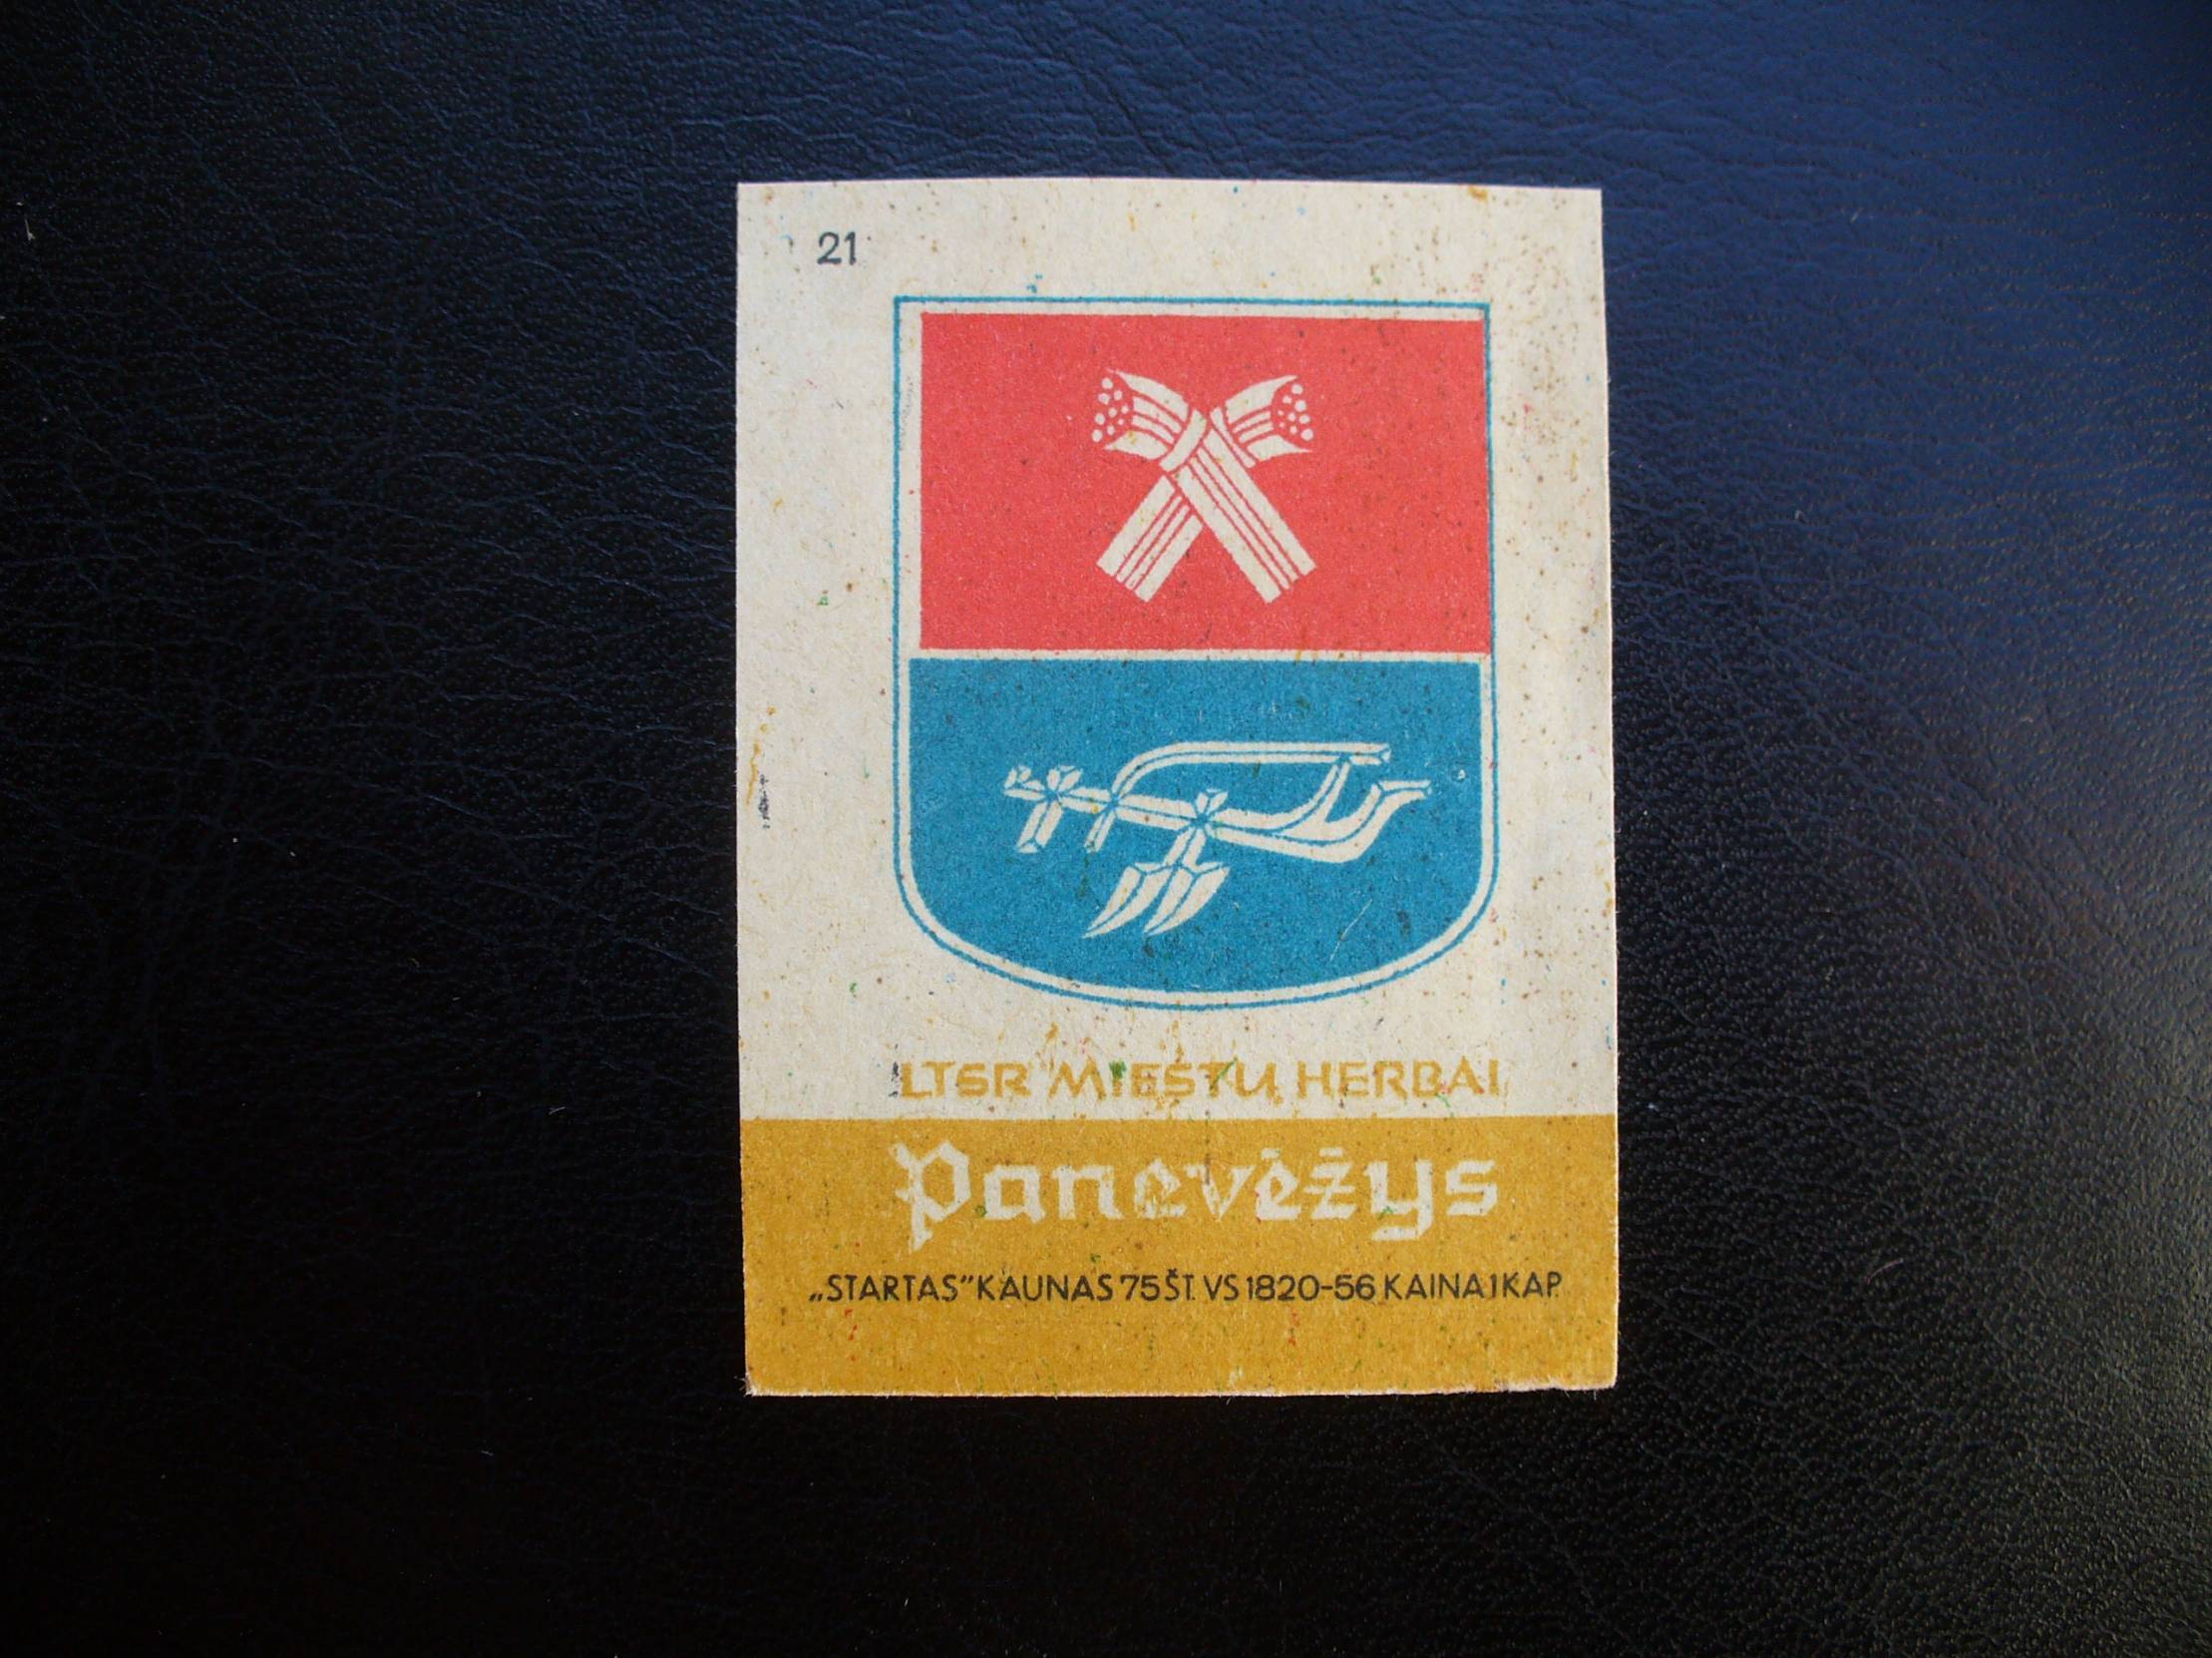 21
LTSR MIESTŲ HERBAI
Panevėžys
„STARTAS” KAUNAS 75 ŠT. VS 1820-56 KAINA 1 KAP.